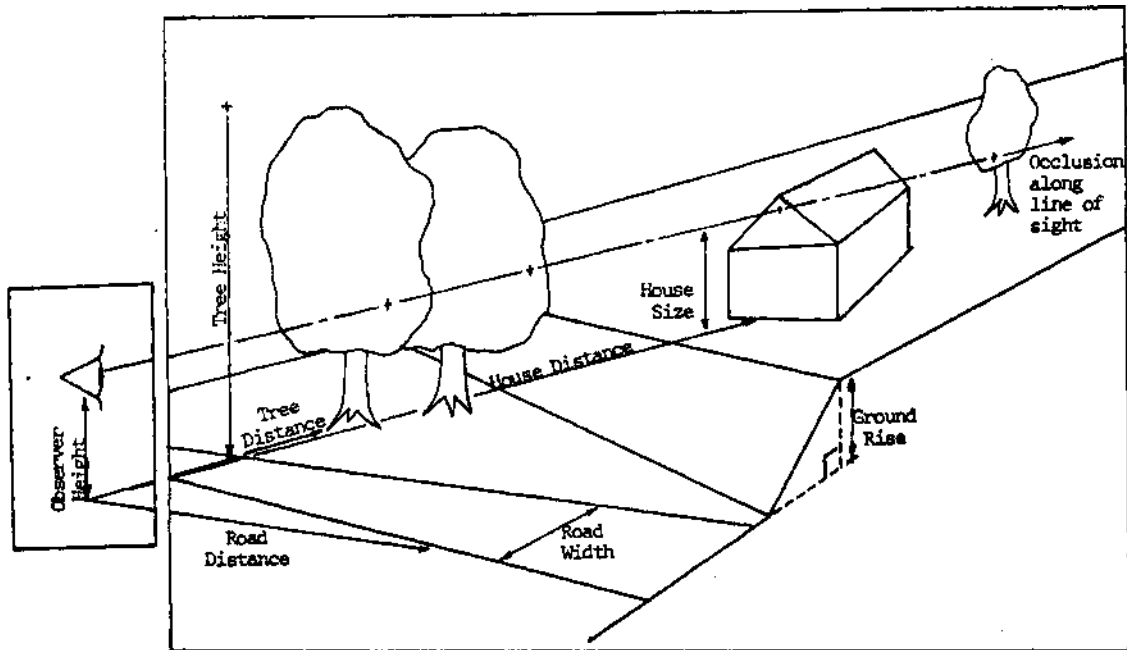 Tree Height
Occlusion
along
line of
sight
House
Size
House Distance
Tree
Distance
Ground
Rise
Observer
Height
Road
Distance
Road
Width